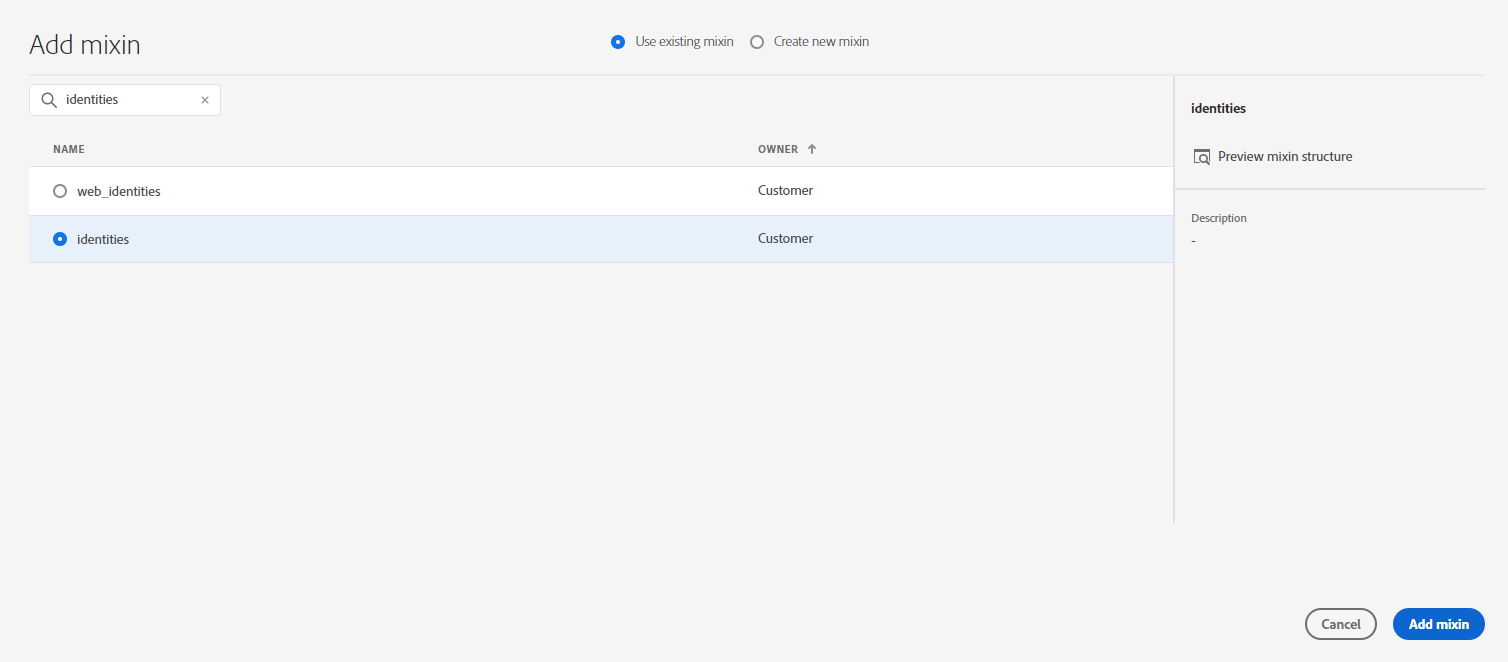 Add mixin
Use existing mixin Create new mixin
identities
NAME OWNER
web_identities Customer
identities Customer
identities
Preview mixin structure
Description
-
Cancel Add mixin